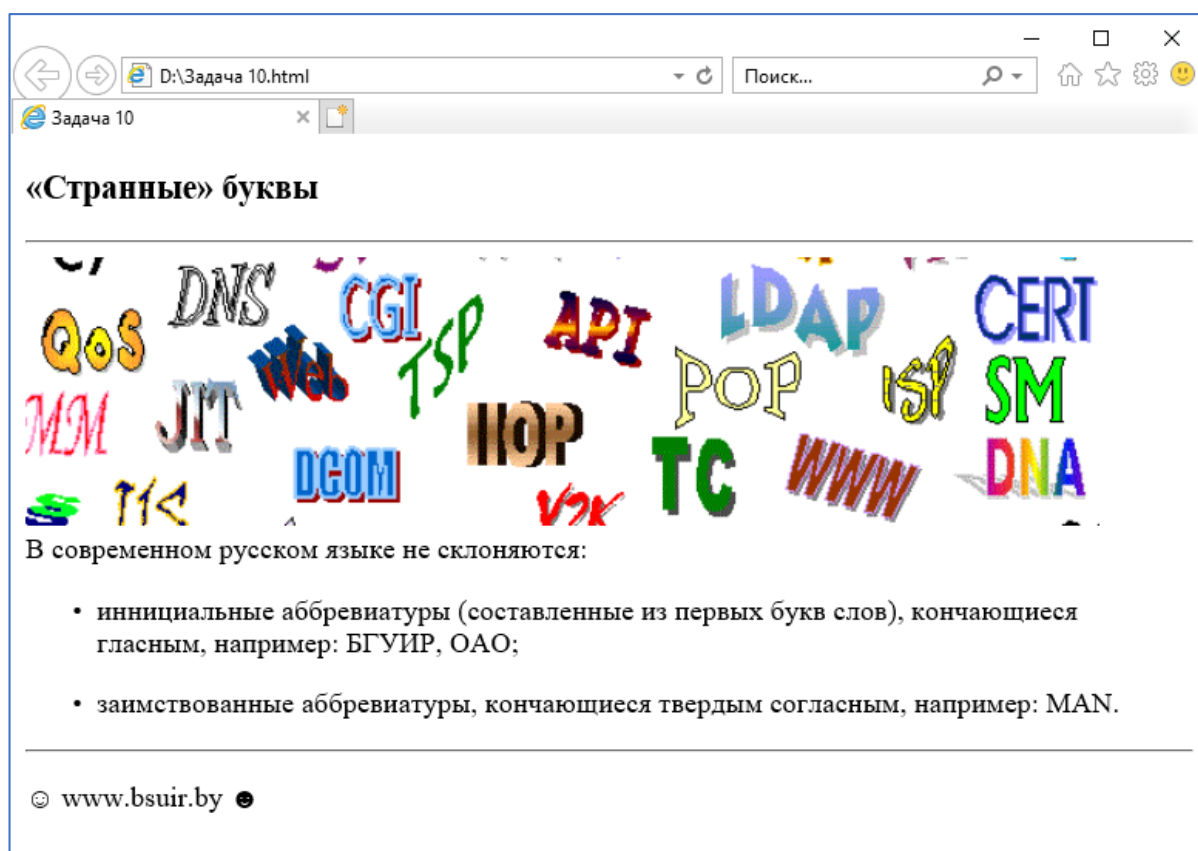 D:\Задача 10.html
Поиск...
Задача 10
«Странные» буквы
DNS CGI LDAP CERT
QoS Web TSP API
MM JIT IIOP POP ISP SM
DCOM TC WWW DNA
Y2K
В современном русском языке не склоняются:
• иннициальные аббревиатуры (составленные из первых букв слов), кончающиеся
гласным, например: БГУИР, ОАО;
• заимствованные аббревиатуры, кончающиеся твердым согласным, например: MAN.
☺ www.bsuir.by ☻